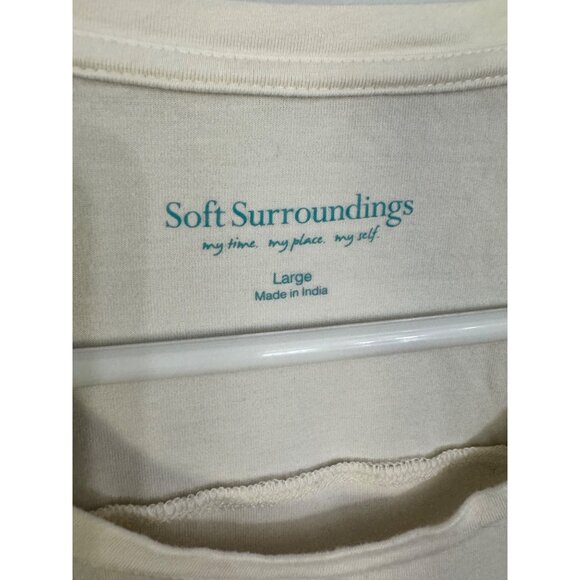 Soft Surroundings
my time. my place. my self.
Large
Made in India